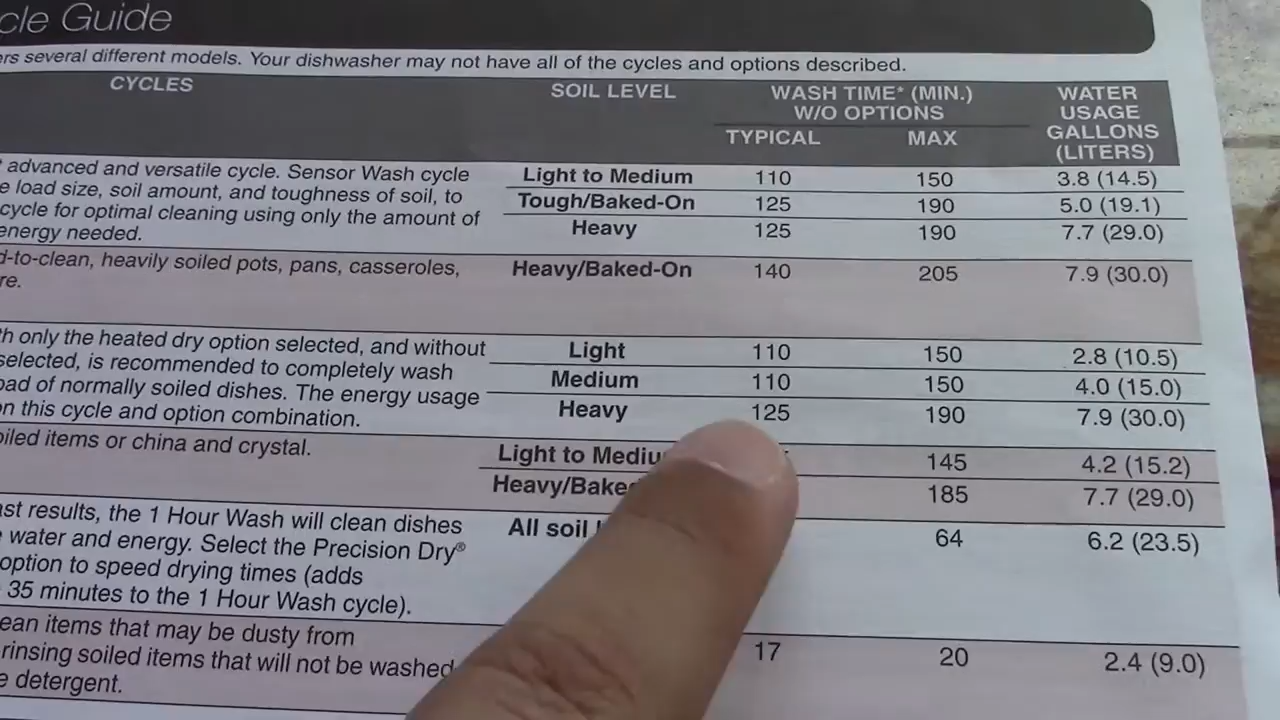 cle Guide
several different models. Your dishwasher may not have all of the cycles and options described.
CYCLES
SOIL LEVEL
WASH TIME* (MIN.)
W/O OPTIONS
TYPICAL MAX
WATER
USAGE
GALLONS
(LITERS)
advanced and versatile cycle. Sensor Wash cycle
load size, soil amount, and toughness of soil, to
cycle for optimal cleaning using only the amount of
energy needed.
Light to Medium 110 150 3.8 (14.5)
Tough/Baked-On 125 190 5.0 (19.1)
Heavy 125 190 7.7 (29.0)
d-to-clean, heavily soiled pots, pans, casseroles,
re.
Heavy/Baked-On 140 205 7.9 (30.0)
th only the heated dry option selected, and without
selected, is recommended to completely wash
oad of normally soiled dishes. The energy usage
on this cycle and option combination.
Light 110 150 2.8 (10.5)
Medium 110 150 4.0 (15.0)
Heavy 125 190 7.9 (30.0)
oiled items or china and crystal.
Light to Mediu 145 4.2 (15.2)
Heavy/Bake 185 7.7 (29.0)
ast results, the 1 Hour Wash will clean dishes
water and energy. Select the Precision Dry®
option to speed drying times (adds
35 minutes to the 1 Hour Wash cycle).
All soil 64 6.2 (23.5)
ean items that may be dusty from
rinsing soiled items that will not be washed
detergent.
17 20 2.4 (9.0)